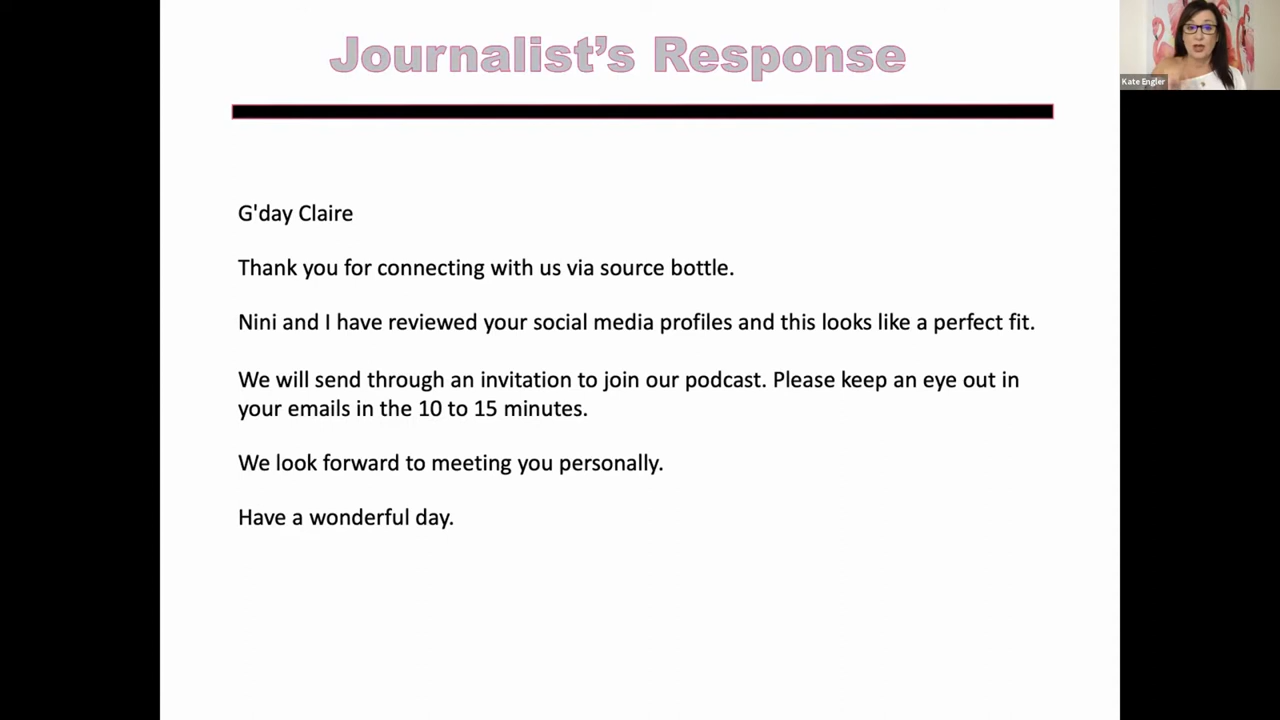 Journalist's Response
Kate Engler
G'day Claire
Thank you for connecting with us via source bottle.
Nini and I have reviewed your social media profiles and this looks like a perfect fit.
We will send through an invitation to join our podcast. Please keep an eye out in
your emails in the 10 to 15 minutes.
We look forward to meeting you personally.
Have a wonderful day.